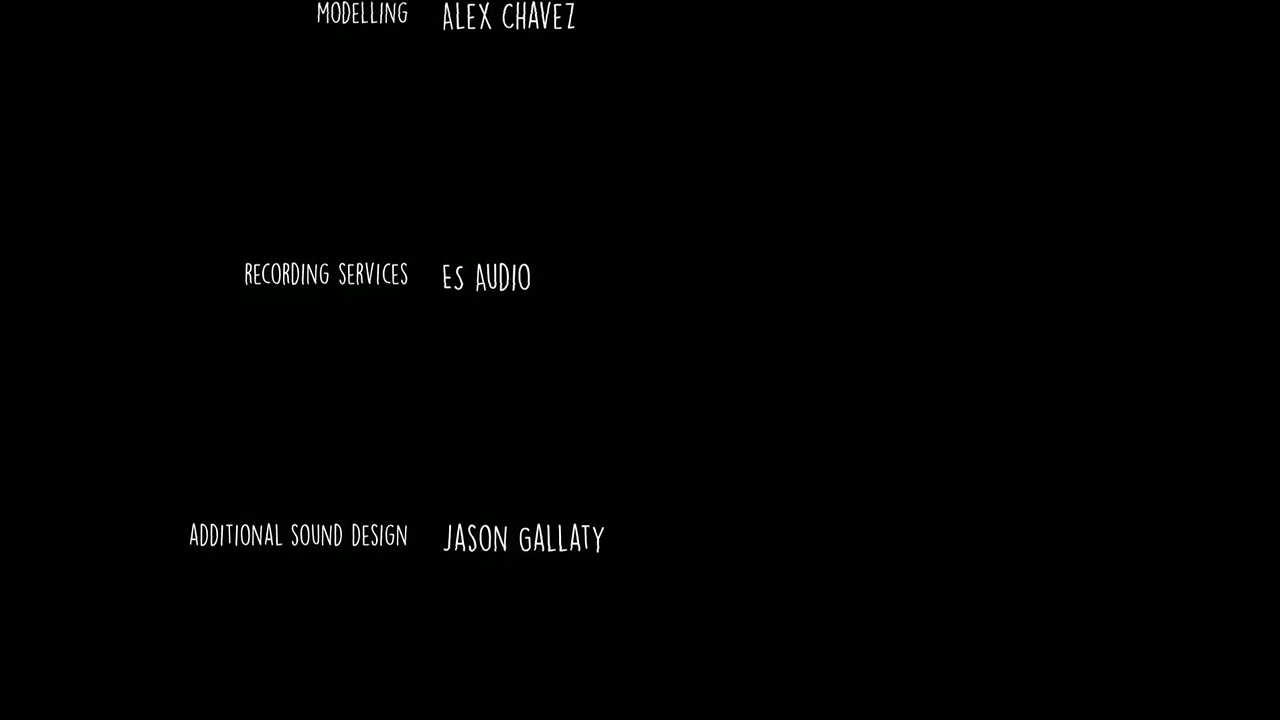 MODELLING ALEX CHAVEZ
RECORDING SERVICES ES AUDIO
ADDITIONAL SOUND DESIGN JASON GALLATY